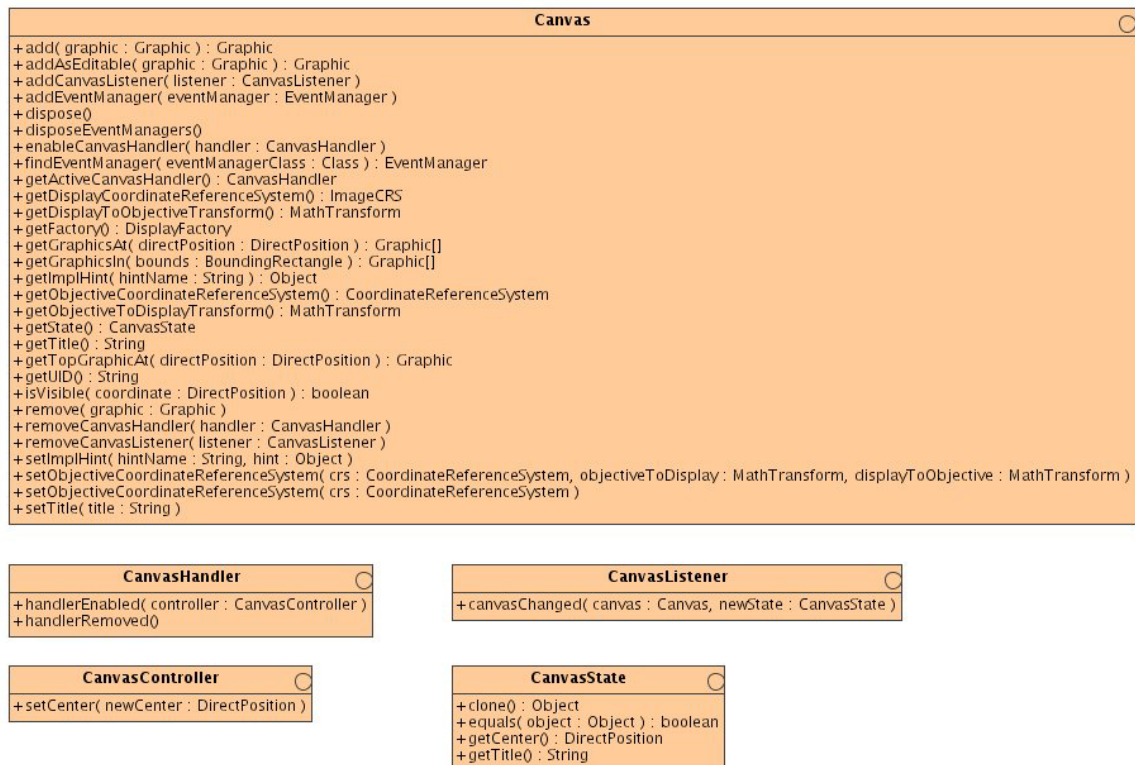 Canvas
+add( graphic : Graphic ) : Graphic
+addAsEditable( graphic : Graphic ) : Graphic
+addCanvasListener( listener : CanvasListener )
+addEventManager( eventManager : EventManager )
+dispose()
+disposeEventManagers()
+enableCanvasHandler( handler : CanvasHandler )
+findEventManager( eventManagerClass : Class ) : EventManager
+getActiveCanvasHandler() : CanvasHandler
+getDisplayCoordinateReferenceSystem() : ImageCRS
+getDisplayToObjectiveTransform() : MathTransform
+getFactory() : DisplayFactory
+getGraphicsAt( directPosition : DirectPosition ) : Graphic[]
+getGraphicsIn( bounds : BoundingRectangle ) : Graphic[]
+getImplHint( hintName : String ) : Object
+getObjectiveCoordinateReferenceSystem() : CoordinateReferenceSystem
+getObjectiveToDisplayTransform() : MathTransform
+getState() : CanvasState
+getTitle() : String
+getTopGraphicAt( directPosition : DirectPosition ) : Graphic
+getUID() : String
+isVisible( coordinate : DirectPosition ) : boolean
+remove( graphic : Graphic )
+removeCanvasHandler( handler : CanvasHandler )
+removeCanvasListener( listener : CanvasListener )
+setImplHint( hintName : String, hint : Object )
+setObjectiveCoordinateReferenceSystem( crs : CoordinateReferenceSystem, objectiveToDisplay : MathTransform, displayToObjective : MathTransform )
+setObjectiveCoordinateReferenceSystem( crs : CoordinateReferenceSystem )
+setTitle( title : String )
CanvasHandler
+handlerEnabled( controller : CanvasController )
+handlerRemoved()
CanvasListener
+canvasChanged( canvas : Canvas, newState : CanvasState )
CanvasController
+setCenter( newCenter : DirectPosition )
CanvasState
+clone() : Object
+equals( object : Object ) : boolean
+getCenter() : DirectPosition
+getTitle() : String